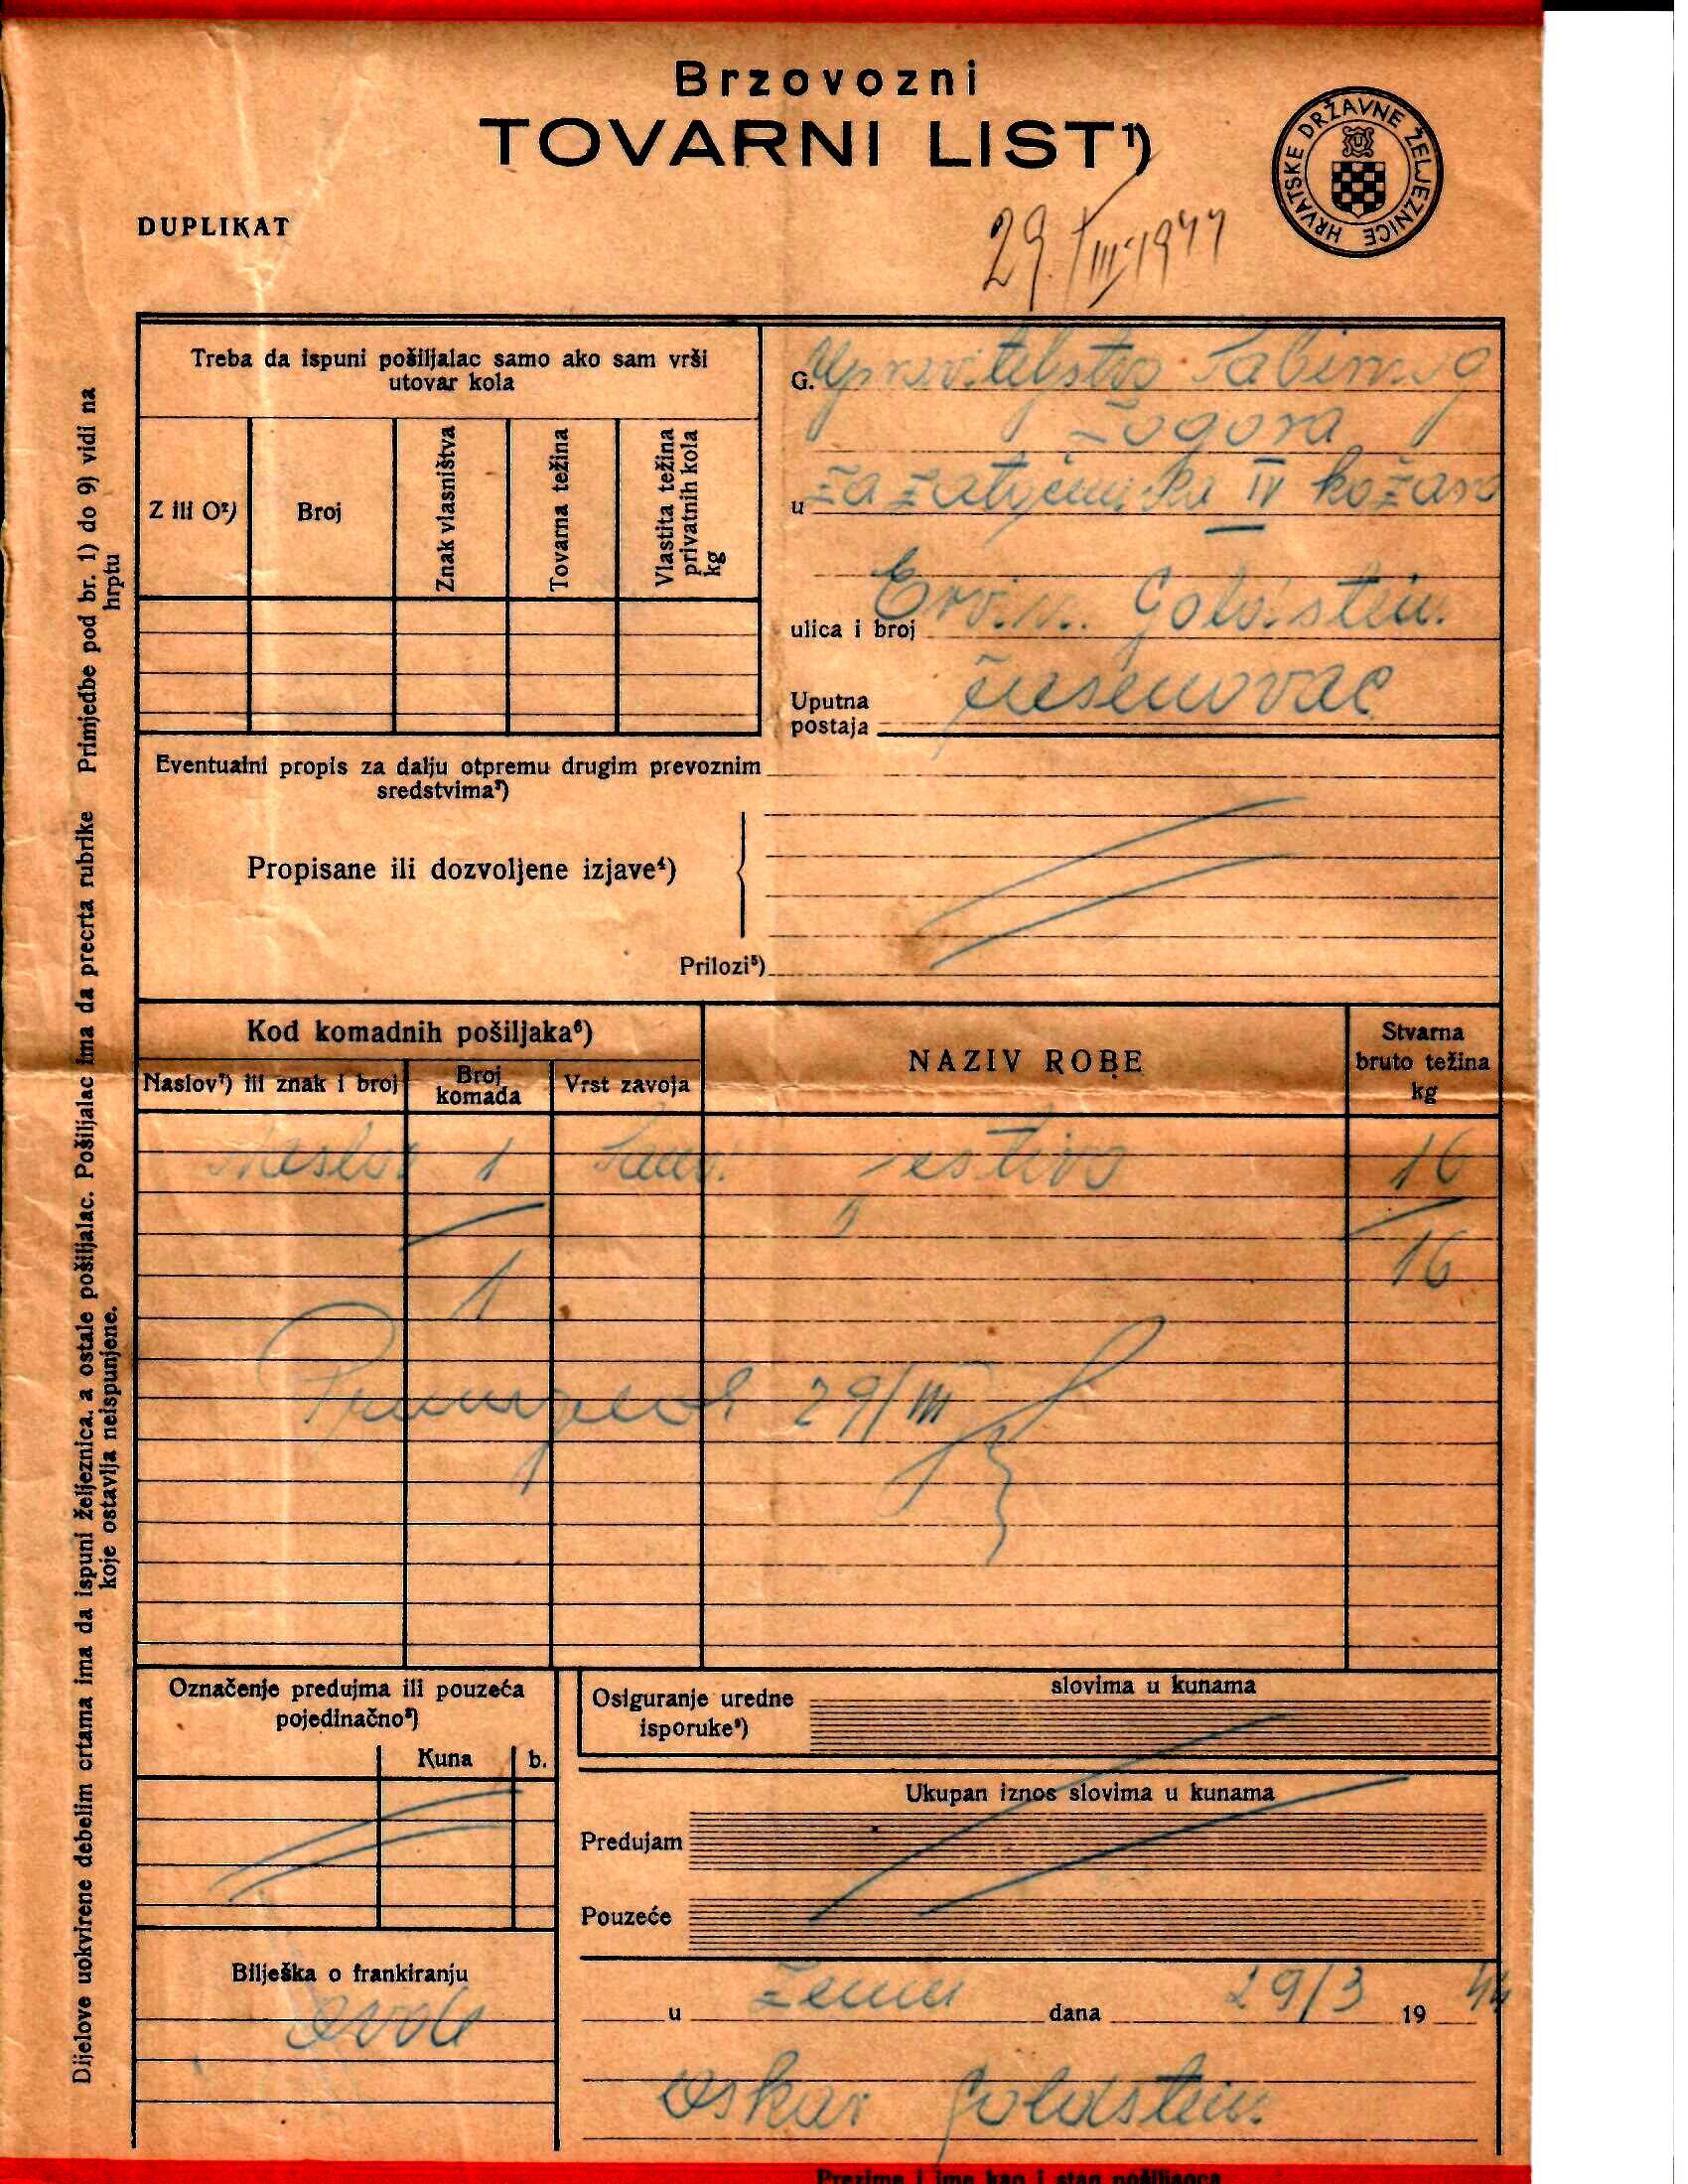 Brzovozni
TOVARNI LIST¹)
HRVATSKE DRŽAVNE ŽELJEZNICE
U
DUPLIKAT
29./III.1944
Treba da ispuni pošiljalac samo ako sam vrši
utovar kola
Z ili O²)
Broj
Znak vlasništva
Tovarna težina
Vlastita težina
privatnih kola
kg
G. Upraviteljstvo Sabirnog
Logora
u za zatočenika IV kožara
Ervin Goldstein
ulica i broj
Uputna
postaja
Jasenovac
Eventualni propis za dalju otpremu drugim prevoznim
sredstvima³)
Propisane ili dozvoljene izjave⁴)
Prilozi⁵)
Kod komadnih pošiljaka⁶)
Naslov⁷) ili znak i broj
Broj
komada
Vrst zavoja
NAZIV ROBE
Stvarna
bruto težina
kg
Naslov 1 jestivo 16
1 16
29/III
Označenje predujma ili pouzeća
pojedinačno⁸)
Kuna
b.
Osiguranje uredne
isporuke⁹)
slovima u kunama
Ukupan iznos slovima u kunama
Predujam
Pouzeće
Bilješka o frankiranju
u Zemun dana 29/3 19 44
Oskar Goldstein
Prezime i ime kao i stan pošiljaoca
Dijelove uokvirene debelim crtama ima da ispuni željeznica, a ostale pošiljalac. Pošiljalac ima da precrta rubrike
koje ostavlja neispunjene.
Primjedbe pod br. 1) do 9) vidi na
hrptu